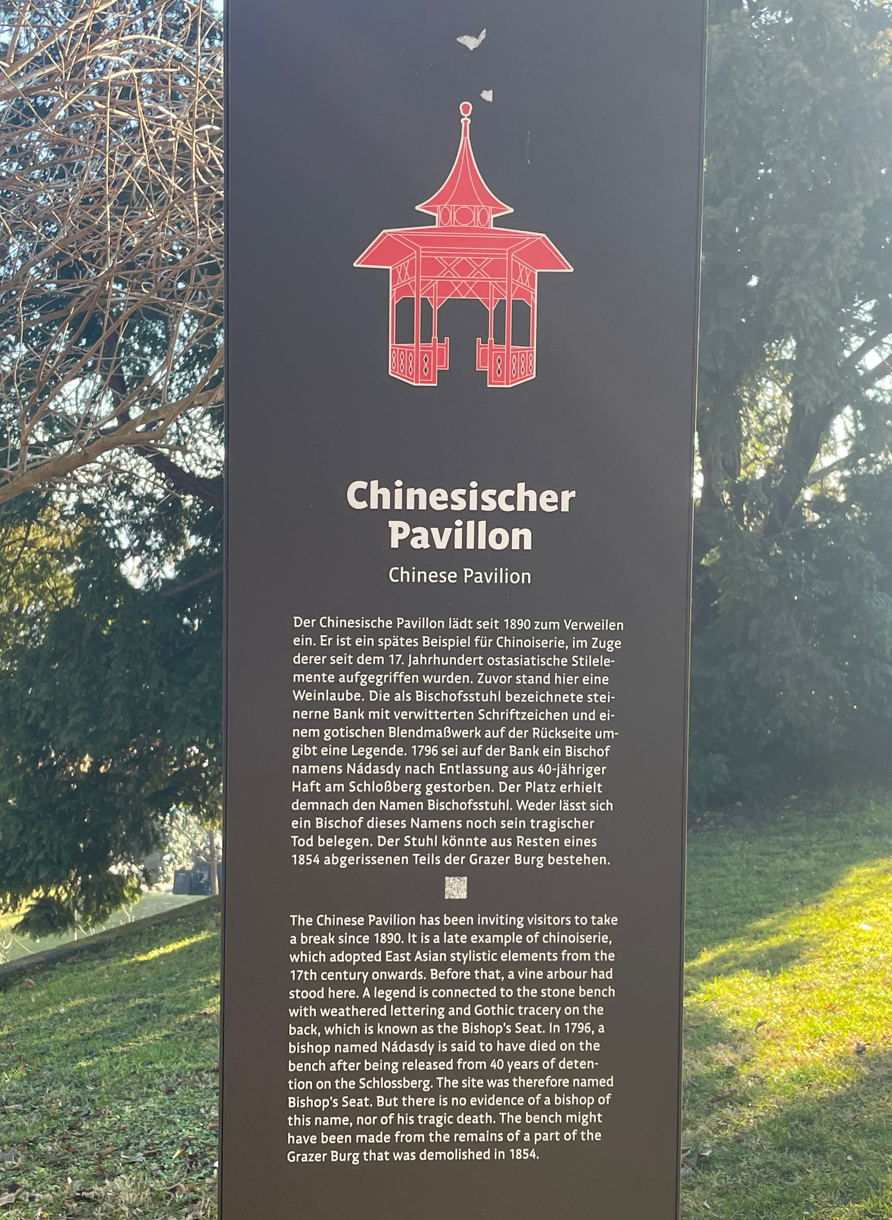 Chinesischer
Pavillon
Chinese Pavilion
Der Chinesische Pavillon lädt seit 1890 zum Verweilen
ein. Er ist ein spätes Beispiel für Chinoiserie, im Zuge
derer seit dem 17. Jahrhundert ostasiatische Stilele-
mente aufgegriffen wurden. Zuvor stand hier eine
Weinlaube. Die als Bischofsstuhl bezeichnete stei-
nerne Bank mit verwitterten Schriftzeichen und ei-
nem gotischen Blendmaßwerk auf der Rückseite um-
gibt eine Legende. 1796 sei auf der Bank ein Bischof
namens Nádasdy nach Entlassung aus 40-jähriger
Haft am Schloßberg gestorben. Der Platz erhielt
demnach den Namen Bischofsstuhl. Weder lässt sich
ein Bischof dieses Namens noch sein tragischer
Tod belegen. Der Stuhl könnte aus Resten eines
1854 abgerissenen Teils der Grazer Burg bestehen.
The Chinese Pavilion has been inviting visitors to take
a break since 1890. It is a late example of chinoiserie,
which adopted East Asian stylistic elements from the
17th century onwards. Before that, a vine arbour had
stood here. A legend is connected to the stone bench
with weathered lettering and Gothic tracery on the
back, which is known as the Bishop's Seat. In 1796, a
bishop named Nádasdy is said to have died on the
bench after being released from 40 years of deten-
tion on the Schlossberg. The site was therefore named
Bishop's Seat. But there is no evidence of a bishop of
this name, nor of his tragic death. The bench might
have been made from the remains of a part of the
Grazer Burg that was demolished in 1854.